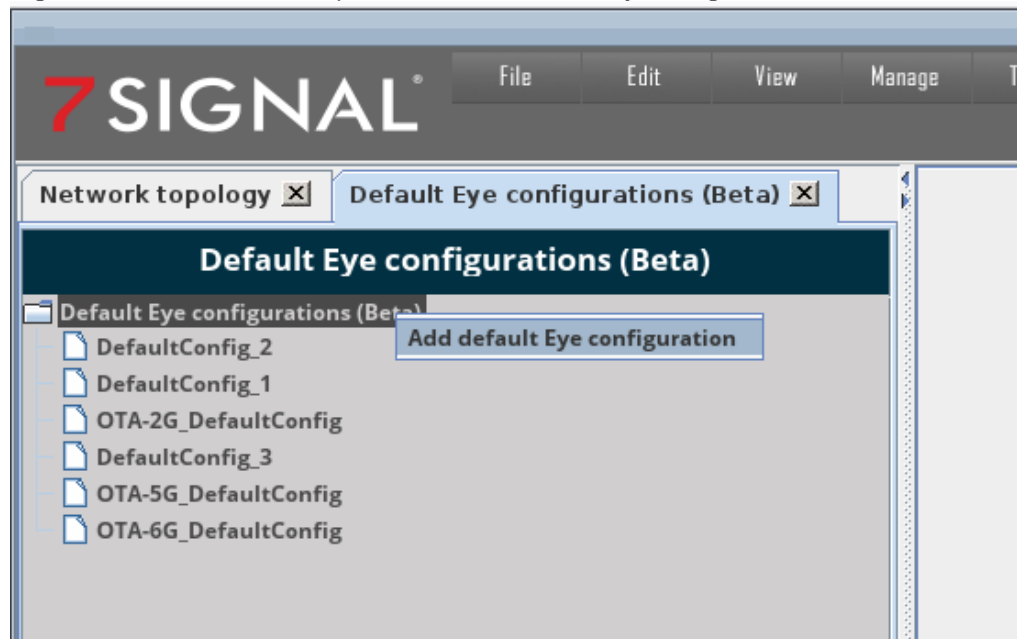 7SIGNAL®
File Edit View Manage T
Network topology Default Eye configurations (Beta)
Default Eye configurations (Beta)
Default Eye configurations (Beta)
Add default Eye configuration
DefaultConfig_2
DefaultConfig_1
OTA-2G_DefaultConfig
DefaultConfig_3
OTA-5G_DefaultConfig
OTA-6G_DefaultConfig